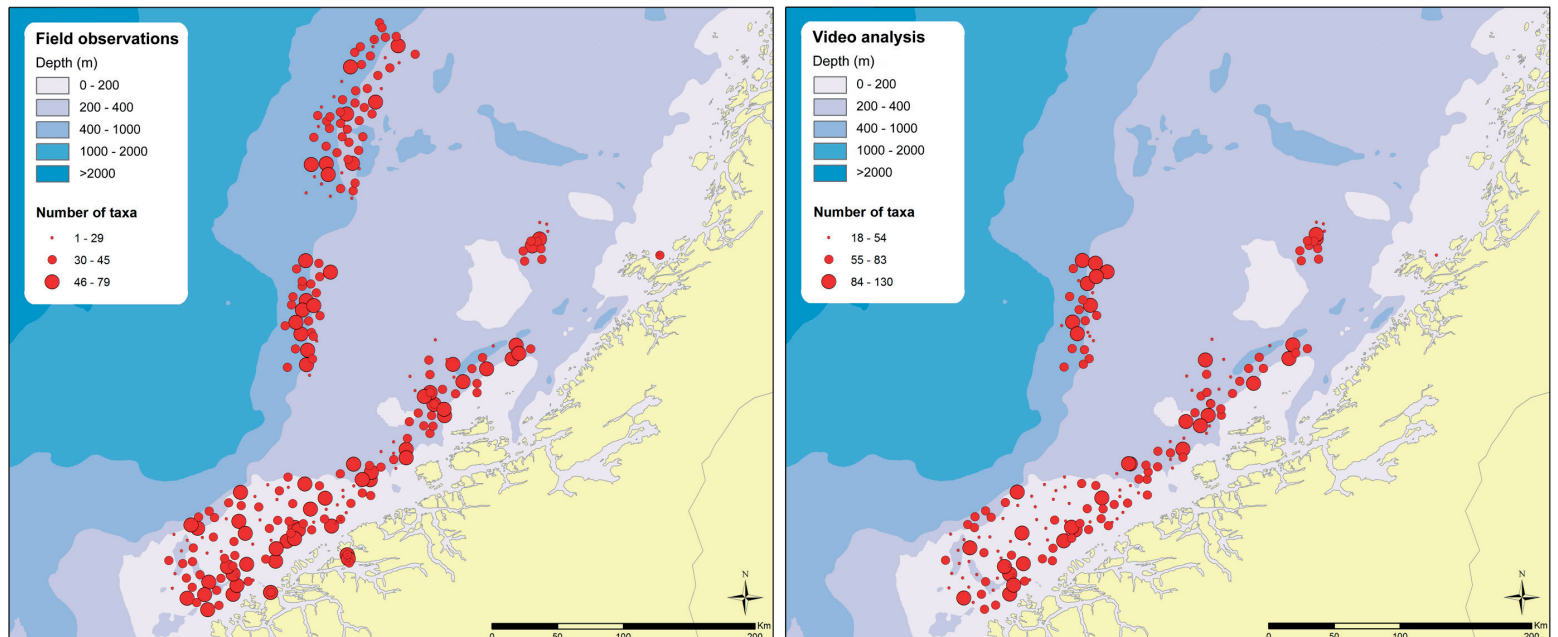 Field observations
Depth (m)
0 - 200
200 - 400
400 - 1000
1000 - 2000
>2000
Number of taxa
1 - 29
30 - 45
46 - 79
N
Km
0 50 100 200
Video analysis
Depth (m)
0 - 200
200 - 400
400 - 1000
1000 - 2000
>2000
Number of taxa
18 - 54
55 - 83
84 - 130
N
Km
0 50 100 200